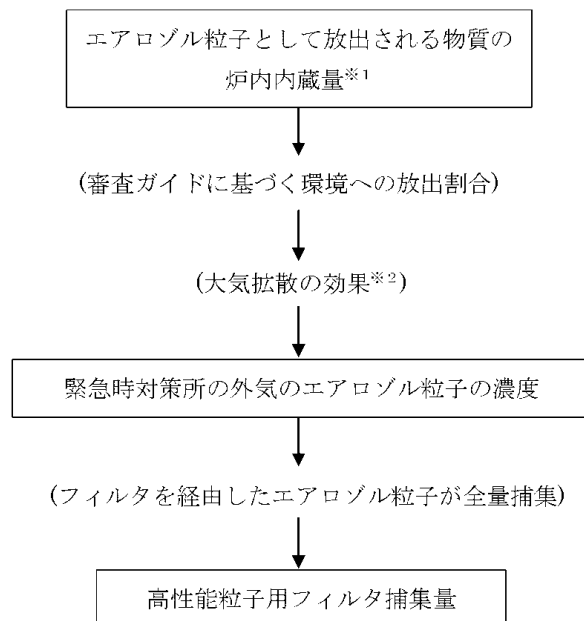 エアロゾル粒子として放出される物質の
炉内内蔵量※1
(審査ガイドに基づく環境への放出割合)
(大気拡散の効果※2)
緊急時対策所の外気のエアロゾル粒子の濃度
(フィルタを経由したエアロゾル粒子が全量捕集)
高性能粒子用フィルタ捕集量